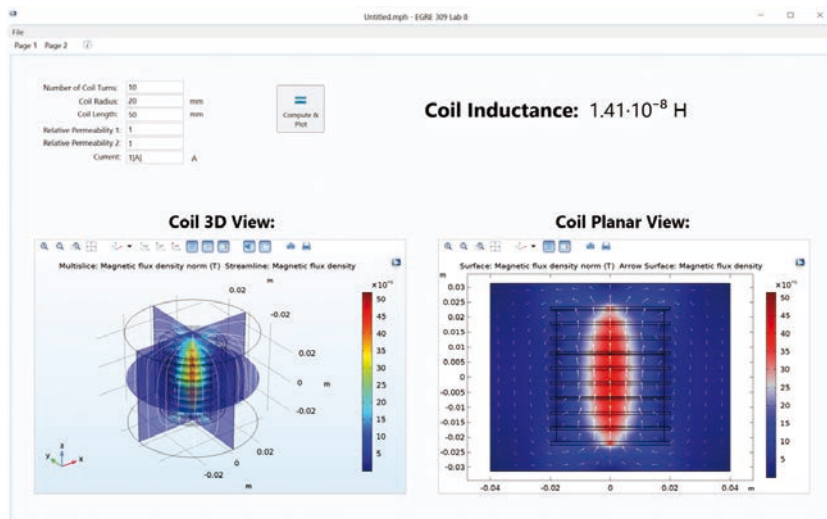 Untitled.mph - EGRE 309 Lab 8
File
Page 1 Page 2
Number of Coil Turns: 10
Coil Radius: 20 mm
Coil Length: 50 mm
Relative Permeability 1: 1
Relative Permeability 2: 1
Current: 1[A] A
=
Compute &
Plot
Coil Inductance: 1.41·10⁻⁸ H
Coil 3D View:
Multislice: Magnetic flux density norm (T) Streamline: Magnetic flux density
m
0.02
0
-0.02
0.02
0
-0.02
m
0.02
0
-0.02
m
50
45
40
35
30
25
20
15
10
5
z
y
x
Coil Planar View:
Surface: Magnetic flux density norm (T) Arrow Surface: Magnetic flux density
m
0.03
0.025
0.02
0.015
0.01
0.005
0
-0.005
-0.01
-0.015
-0.02
-0.025
-0.03
-0.04
-0.02
0
0.02
0.04
m
50
45
40
35
30
25
20
15
10
5